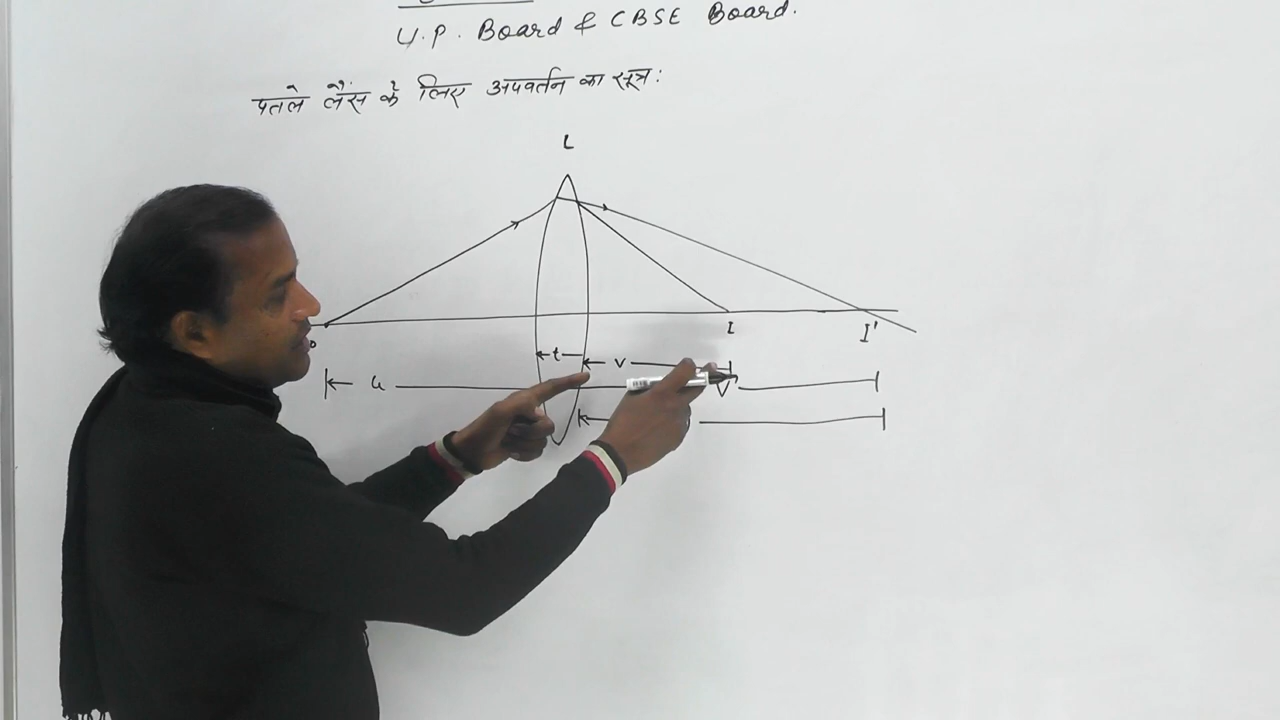 U.P. Board & CBSE Board.
पतले लैंस के लिए अपवर्तन का सूत्र:
L
O
I
I'
t
v
u
V'